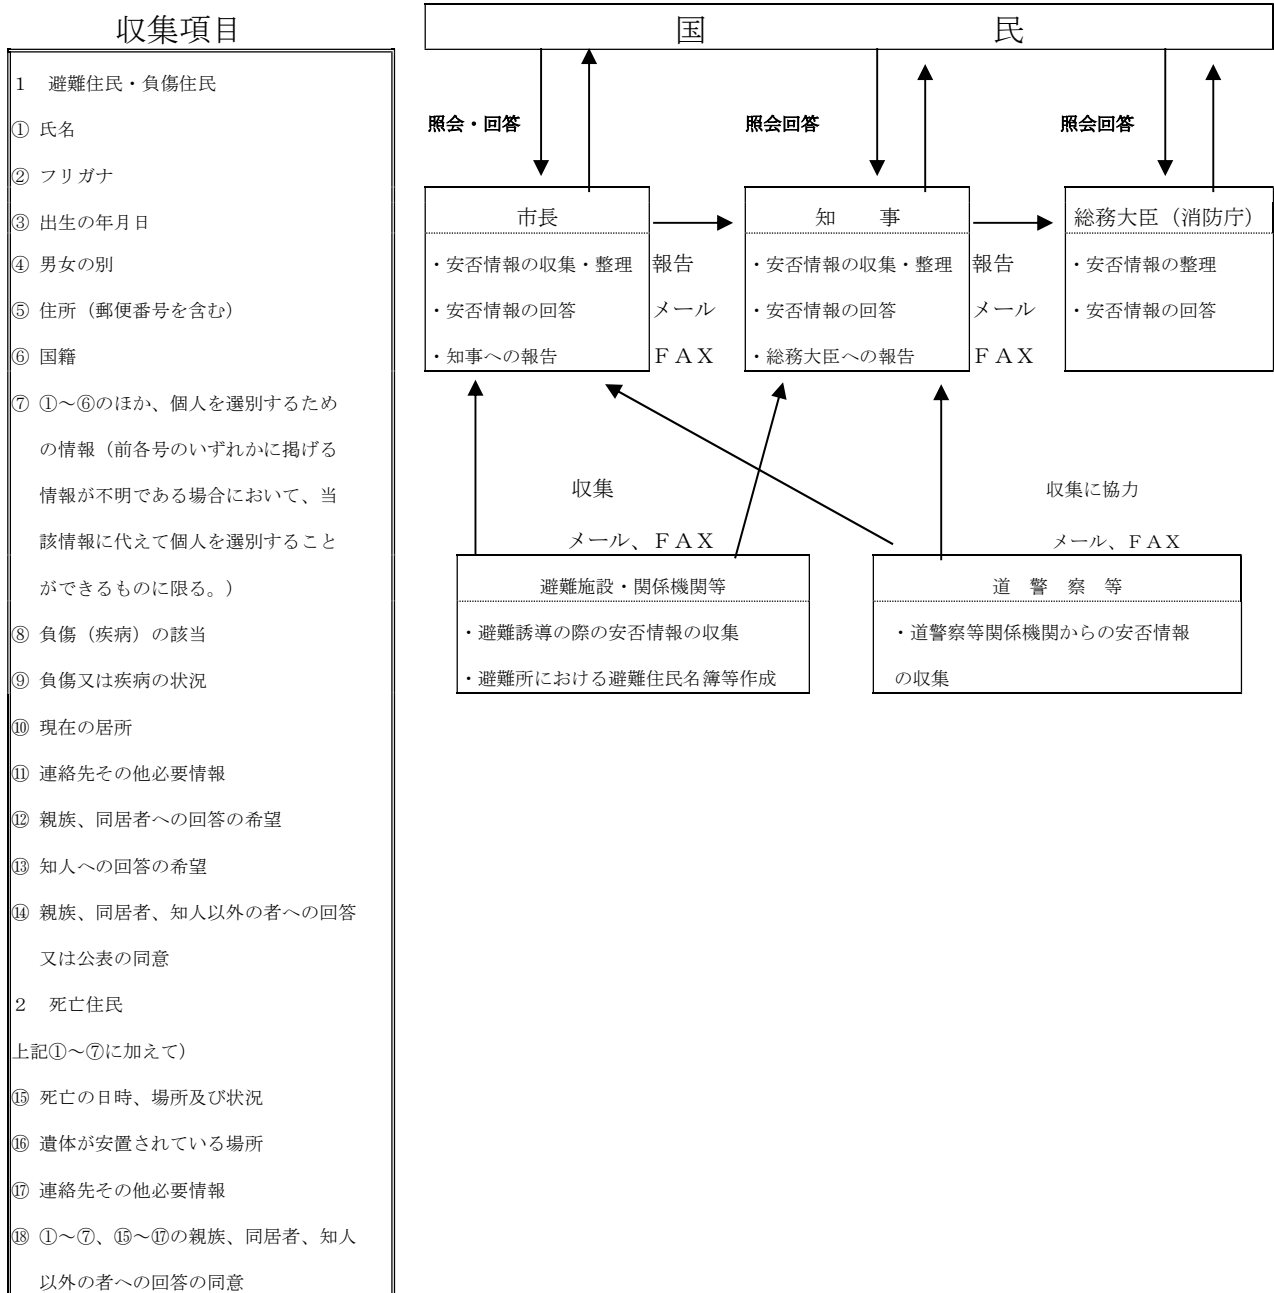 収集項目
1　避難住民・負傷住民
① 氏名
② フリガナ
③ 出生の年月日
④ 男女の別
⑤ 住所（郵便番号を含む）
⑥ 国籍
⑦ ①～⑥のほか、個人を選別するため
の情報（前各号のいずれかに掲げる
情報が不明である場合において、当
該情報に代えて個人を選別すること
ができるものに限る。）
⑧ 負傷（疾病）の該当
⑨ 負傷又は疾病の状況
⑩ 現在の居所
⑪ 連絡先その他必要情報
⑫ 親族、同居者への回答の希望
⑬ 知人への回答の希望
⑭ 親族、同居者、知人以外の者への回答
又は公表の同意
2　死亡住民
上記①～⑦に加えて）
⑮ 死亡の日時、場所及び状況
⑯ 遺体が安置されている場所
⑰ 連絡先その他必要情報
⑱ ①～⑦、⑮～⑰の親族、同居者、知人
以外の者への回答の同意
国　民
照会・回答
照会回答
照会回答
市長
・安否情報の収集・整理
・安否情報の回答
・知事への報告
報告
メール
ＦＡＸ
知　事
・安否情報の収集・整理
・安否情報の回答
・総務大臣への報告
報告
メール
ＦＡＸ
総務大臣（消防庁）
・安否情報の整理
・安否情報の回答
収集
メール、ＦＡＸ
収集に協力
メール、ＦＡＸ
避難施設・関係機関等
・避難誘導の際の安否情報の収集
・避難所における避難住民名簿等作成
道　警　察　等
・道警察等関係機関からの安否情報
の収集